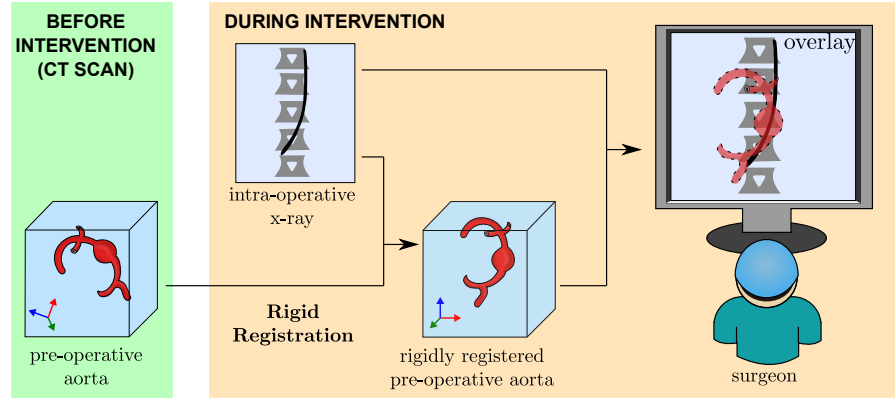 BEFORE
INTERVENTION
(CT SCAN)
DURING INTERVENTION
overlay
intra-operative
x-ray
pre-operative
aorta
Rigid
Registration
rigidly registered
pre-operative aorta
surgeon